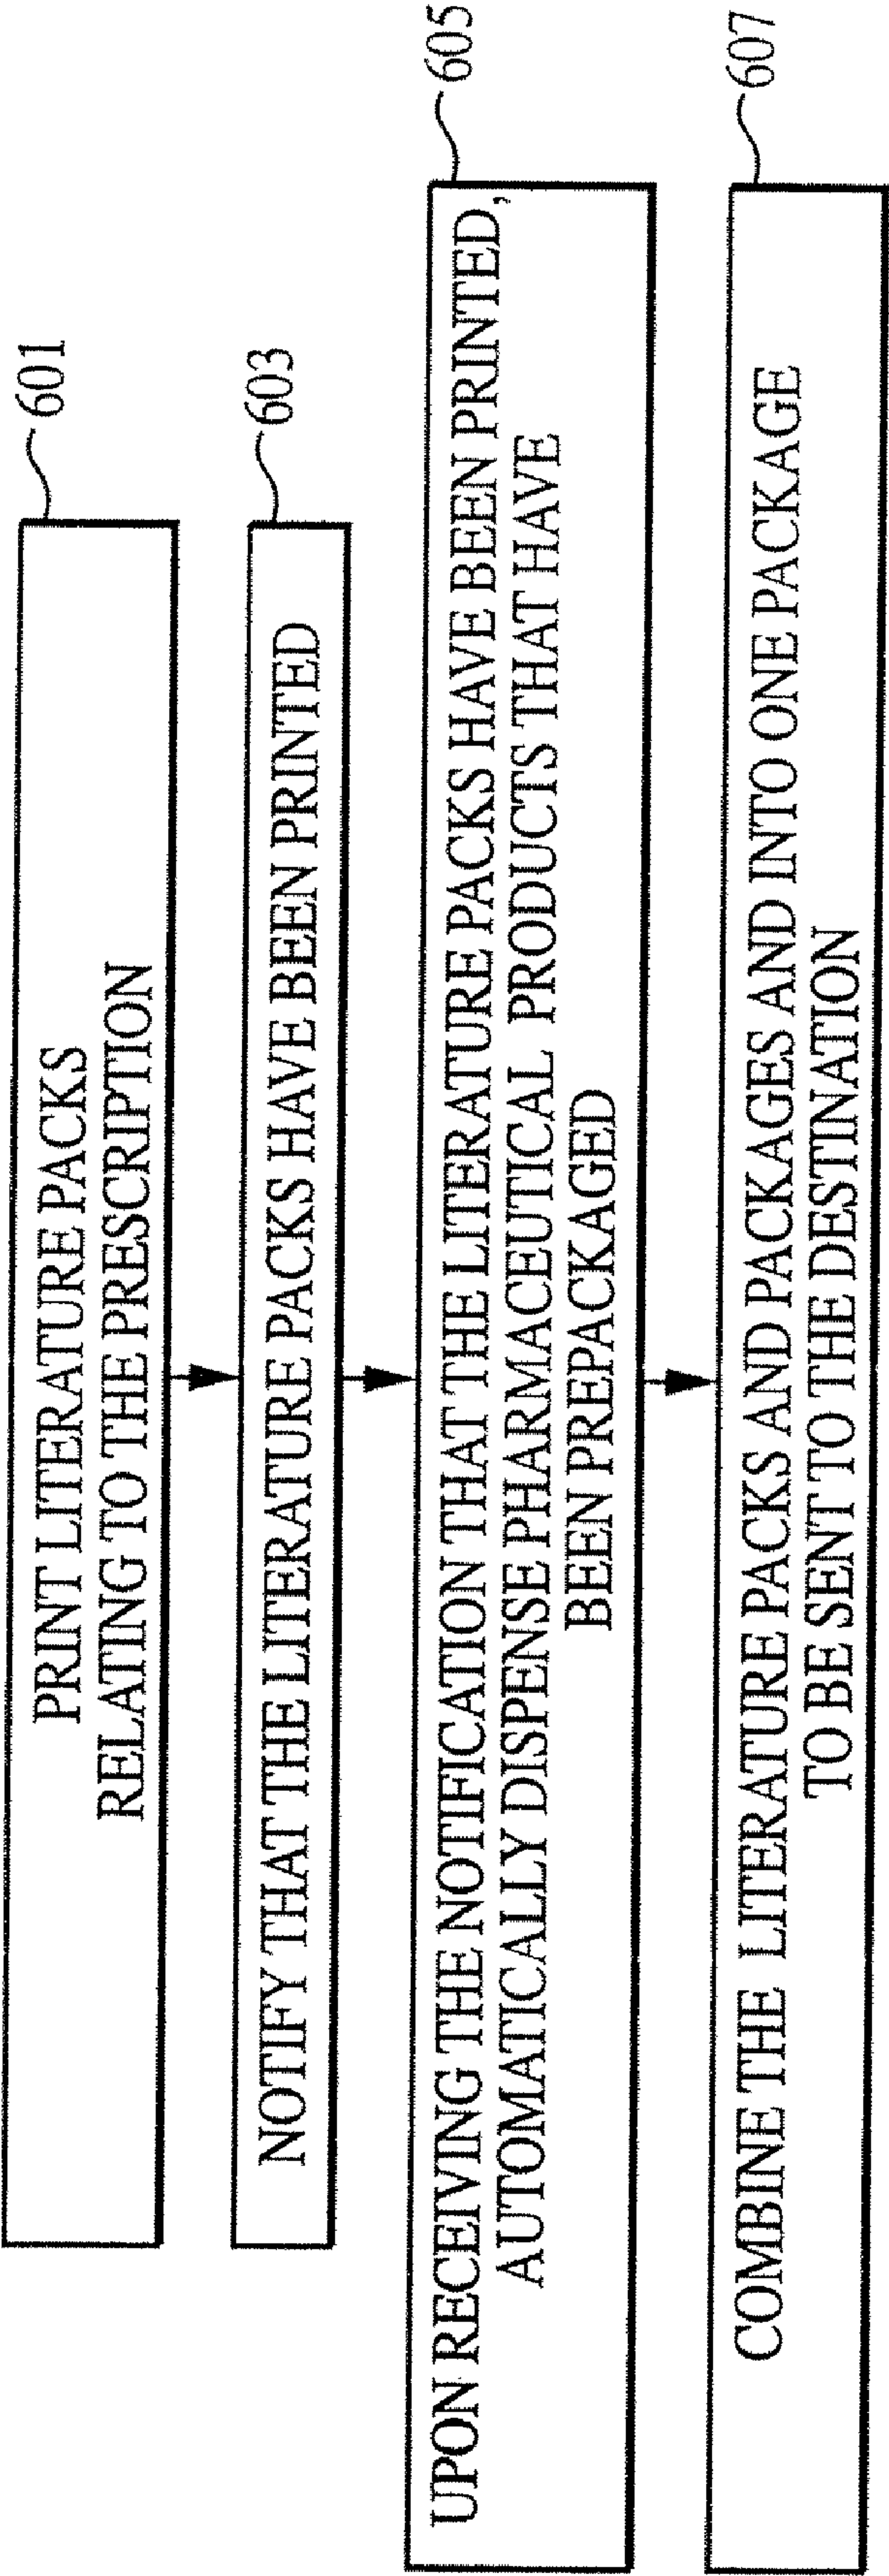 601
PRINT LITERATURE PACKS
RELATING TO THE PRESCRIPTION
603
NOTIFY THAT THE LITERATURE PACKS HAVE BEEN PRINTED
605
UPON RECEIVING THE NOTIFICATION THAT THE LITERATURE PACKS HAVE BEEN PRINTED,
AUTOMATICALLY DISPENSE PHARMACEUTICAL PRODUCTS THAT HAVE
BEEN PREPACKAGED
607
COMBINE THE LITERATURE PACKS AND PACKAGES AND INTO ONE PACKAGE
TO BE SENT TO THE DESTINATION